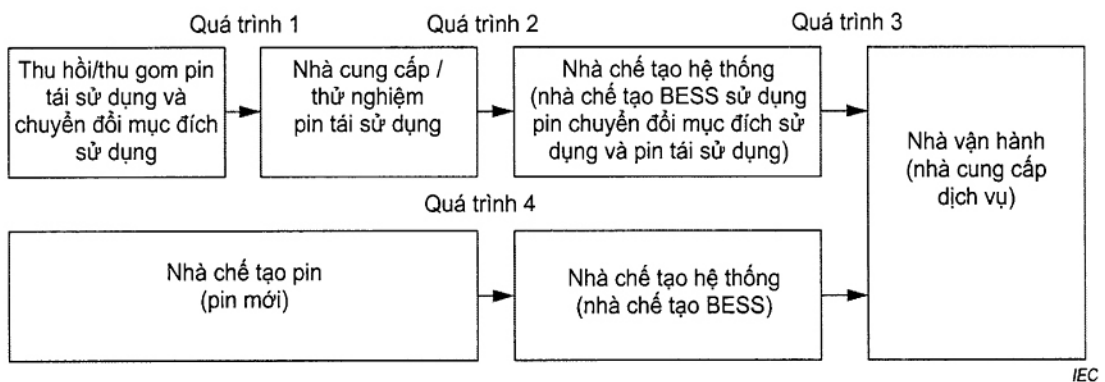 Quá trình 1
Quá trình 2
Quá trình 3
Thu hồi/thu gom pin
tái sử dụng và
chuyển đổi mục đích
sử dụng
Nhà cung cấp /
thử nghiệm
pin tái sử dụng
Nhà chế tạo hệ thống
(nhà chế tạo BESS sử dụng
pin chuyển đổi mục đích sử
dụng và pin tái sử dụng)
Nhà vận hành
(nhà cung cấp
dịch vụ)
Quá trình 4
Nhà chế tạo pin
(pin mới)
Nhà chế tạo hệ thống
(nhà chế tạo BESS)
IEC